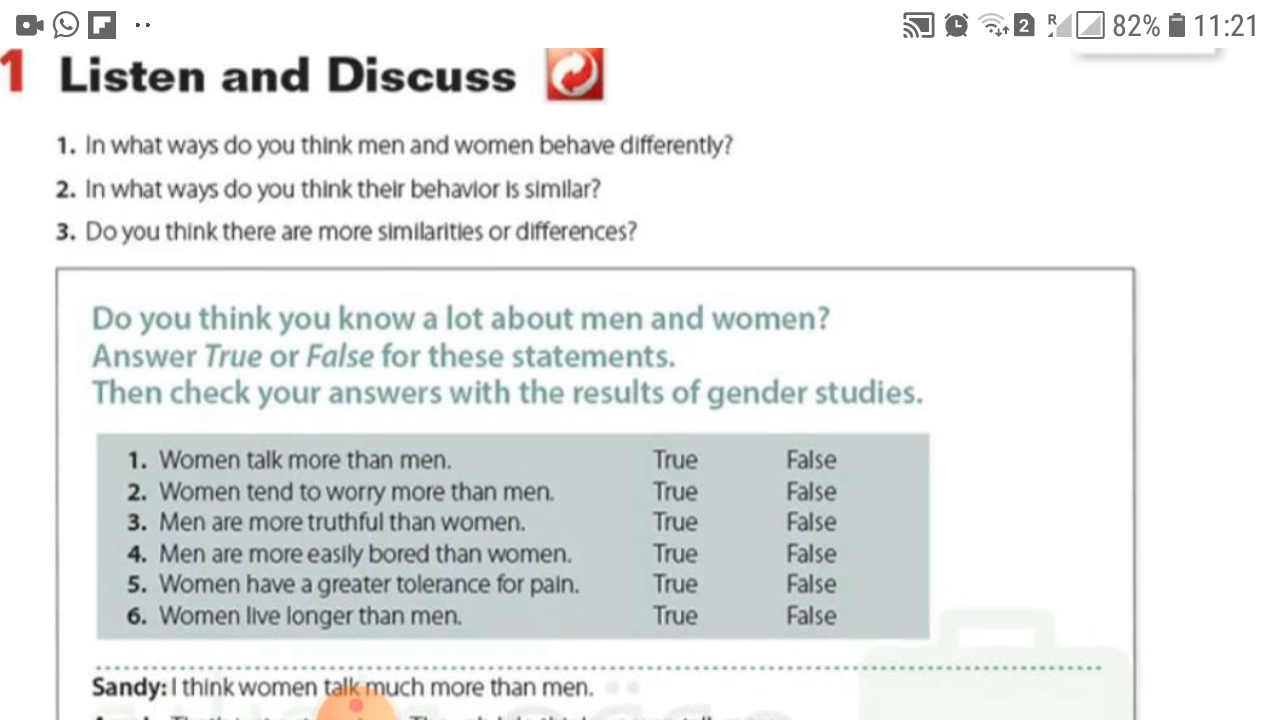 2 R 82% 11:21
1 Listen and Discuss
1. In what ways do you think men and women behave differently?
2. In what ways do you think their behavior is similar?
3. Do you think there are more similarities or differences?
Do you think you know a lot about men and women?
Answer True or False for these statements.
Then check your answers with the results of gender studies.
1. Women talk more than men. True False
2. Women tend to worry more than men. True False
3. Men are more truthful than women. True False
4. Men are more easily bored than women. True False
5. Women have a greater tolerance for pain. True False
6. Women live longer than men. True False
Sandy: I think women talk much more than men.